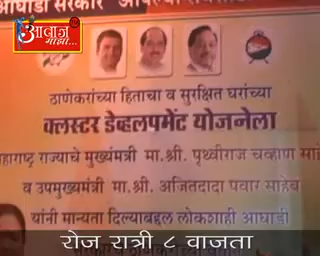 आवाज
माझा...
आघाडी सरकार
ठाणेकरांच्या हिताचा व सुरक्षित घरांच्या
क्लस्टर डेव्हलपमेंट योजनेला
महाराष्ट्र राज्याचे मुख्यमंत्री मा.श्री. पृथ्वीराज चव्हाण
व उपमुख्यमंत्री मा.श्री. अजितदादा पवार साहेब
यांनी मान्यता दिल्याबद्दल लोकशाही आघाडी
रोज रात्री ८ वाजता